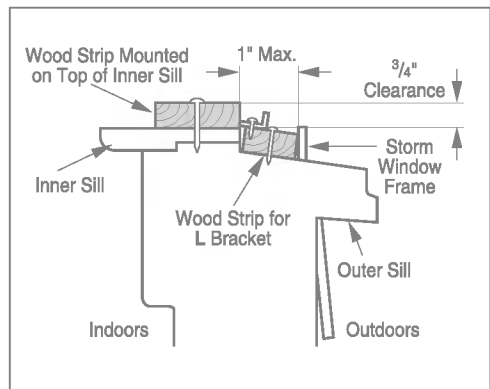 Wood Strip Mounted
on Top of Inner Sill
1" Max.
3/4"
Clearance
Inner Sill
Storm
Window
Frame
Wood Strip for
L Bracket
Outer Sill
Indoors
Outdoors